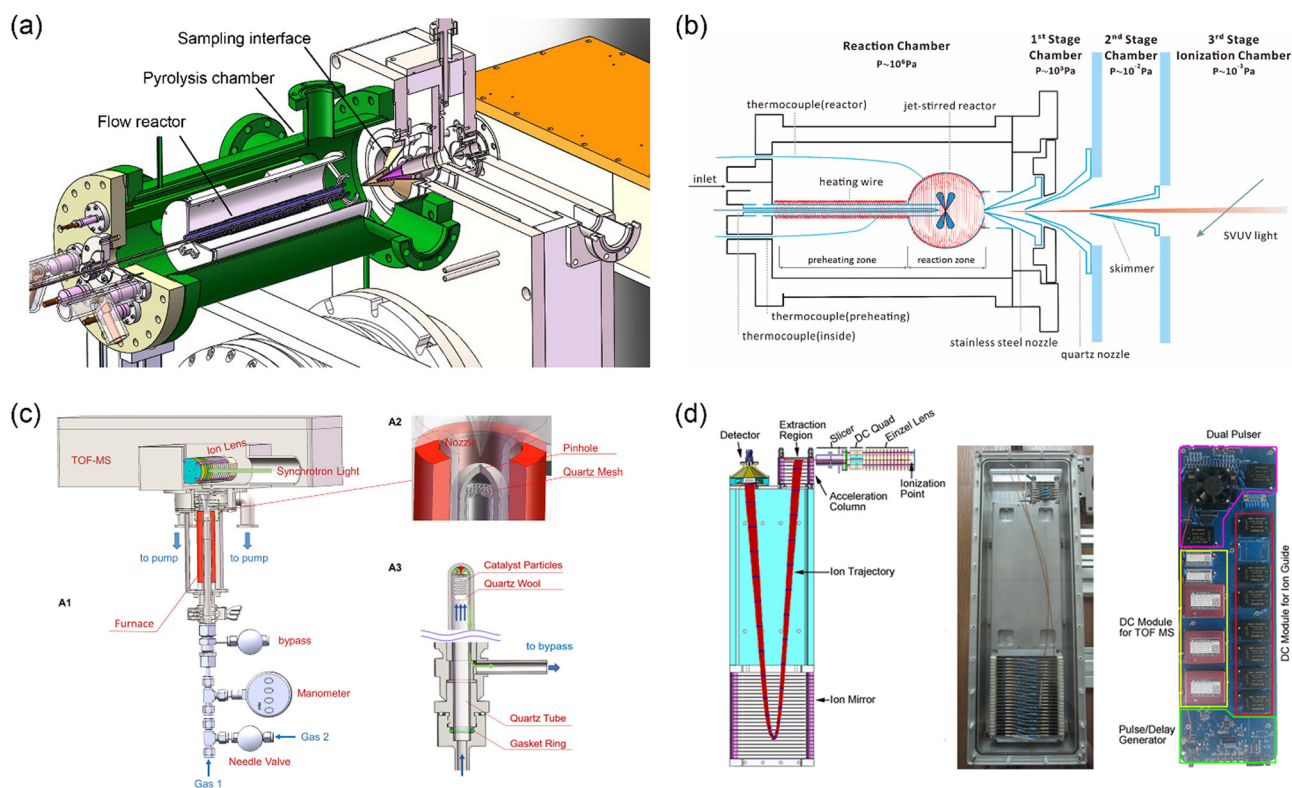 (a)
Sampling interface
Pyrolysis chamber
Flow reactor
(b)
Reaction Chamber
P~10⁶Pa
1st Stage
Chamber
P~10³Pa
2nd Stage
Chamber
P~10⁻²Pa
3rd Stage
Ionization Chamber
P~10⁻³Pa
thermocouple(reactor)
jet-stirred reactor
inlet
heating wire
SVUV light
preheating zone
reaction zone
skimmer
thermocouple(preheating)
thermocouple(inside)
stainless steel nozzle
quartz nozzle
(c)
TOF-MS
Ion Lens
Synchrotron Light
to pump
to pump
A1
Furnace
bypass
Manometer
Gas 2
Needle Valve
Gas 1
A2
Nozzle
Pinhole
Quartz Mesh
A3
Catalyst Particles
Quartz Wool
to bypass
Quartz Tube
Gasket Ring
(d)
Detector
Extraction
Region
Slicer
DC Quad
Einzel Lens
Acceleration
Column
Ionization
Point
Ion Trajectory
Ion Mirror
Dual Pulser
DC Module
for TOF MS
DC Module for Ion Guide
Pulse/Delay
Generator